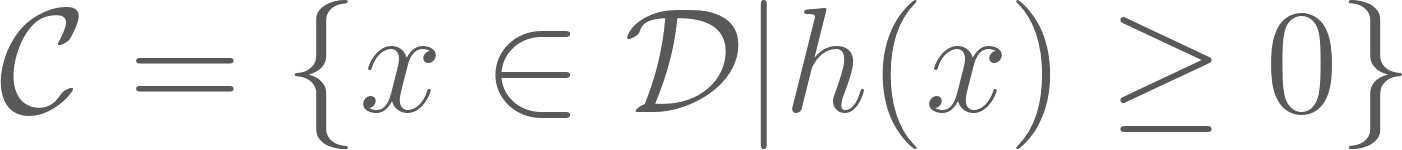 𝒞 = {x ∈ 𝒟|h(x) ≥ 0}